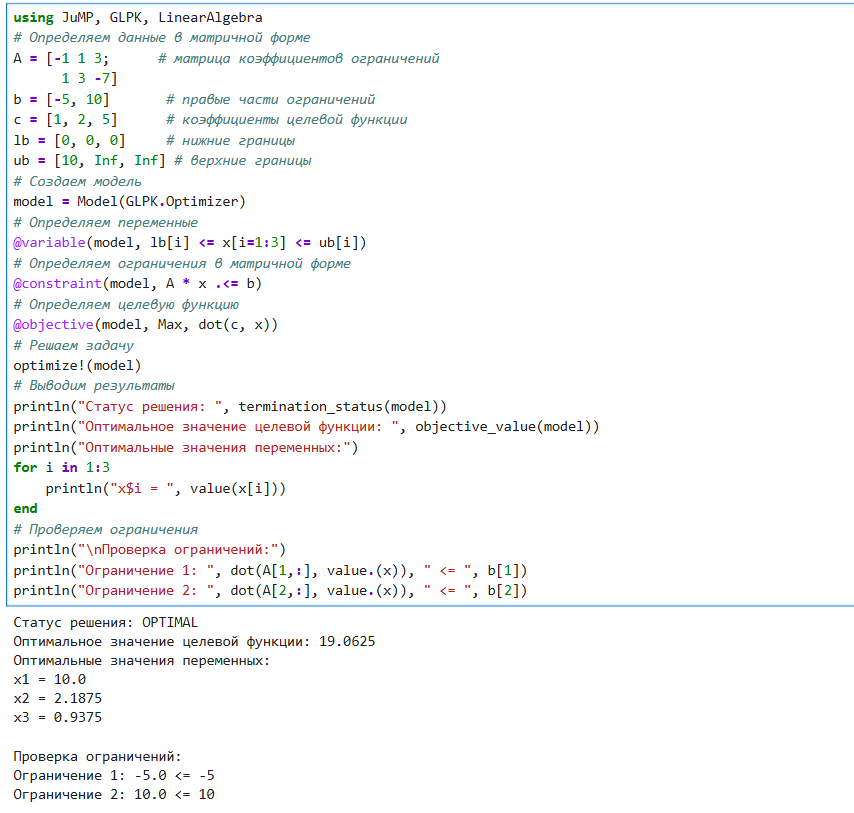 using JuMP, GLPK, LinearAlgebra
# Определяем данные в матричной форме
A = [-1 1 3;       # матрица коэффициентов ограничений
      1 3 -7]
b = [-5, 10]       # правые части ограничений
c = [1, 2, 5]      # коэффициенты целевой функции
lb = [0, 0, 0]     # нижние границы
ub = [10, Inf, Inf] # верхние границы
# Создаем модель
model = Model(GLPK.Optimizer)
# Определяем переменные
@variable(model, lb[i] <= x[i=1:3] <= ub[i])
# Определяем ограничения в матричной форме
@constraint(model, A * x .<= b)
# Определяем целевую функцию
@objective(model, Max, dot(c, x))
# Решаем задачу
optimize!(model)
# Выводим результаты
println("Статус решения: ", termination_status(model))
println("Оптимальное значение целевой функции: ", objective_value(model))
println("Оптимальные значения переменных:")
for i in 1:3
    println("x$i = ", value(x[i]))
end
# Проверяем ограничения
println("\nПроверка ограничений:")
println("Ограничение 1: ", dot(A[1,:], value.(x)), " <= ", b[1])
println("Ограничение 2: ", dot(A[2,:], value.(x)), " <= ", b[2])
Статус решения: OPTIMAL
Оптимальное значение целевой функции: 19.0625
Оптимальные значения переменных:
x1 = 10.0
x2 = 2.1875
x3 = 0.9375
Проверка ограничений:
Ограничение 1: -5.0 <= -5
Ограничение 2: 10.0 <= 10